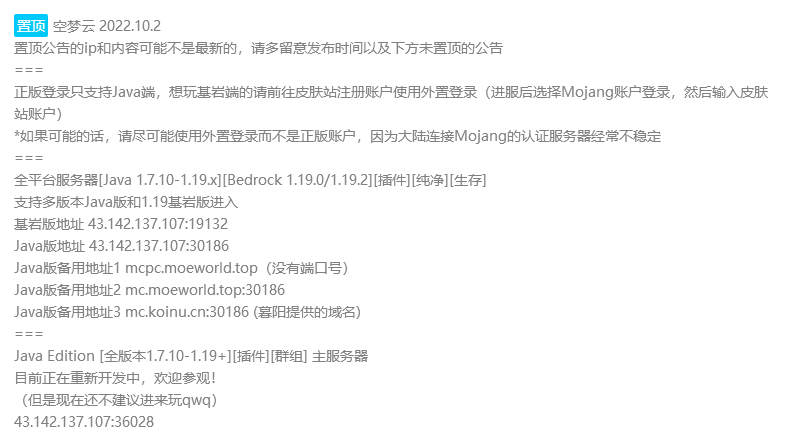 置顶 空梦云 2022.10.2
置顶公告的ip和内容可能不是最新的，请多留意发布时间以及下方未置顶的公告
===
正版登录只支持Java端，想玩基岩端的请前往皮肤站注册账户使用外置登录（进服后选择Mojang账户登录，然后输入皮肤
站账户）
*如果可能的话，请尽可能使用外置登录而不是正版账户，因为大陆连接Mojang的认证服务器经常不稳定
===
全平台服务器[Java 1.7.10-1.19.x][Bedrock 1.19.0/1.19.2][插件][纯净][生存]
支持多版本Java版和1.19基岩版进入
基岩版地址 43.142.137.107:19132
Java版地址 43.142.137.107:30186
Java版备用地址1 mcpc.moeworld.top（没有端口号）
Java版备用地址2 mc.moeworld.top:30186
Java版备用地址3 mc.koinu.cn:30186 (暮阳提供的域名)
===
Java Edition [全版本1.7.10-1.19+][插件][群组] 主服务器
目前正在重新开发中，欢迎参观！
（但是现在还不建议进来玩qwq）
43.142.137.107:36028